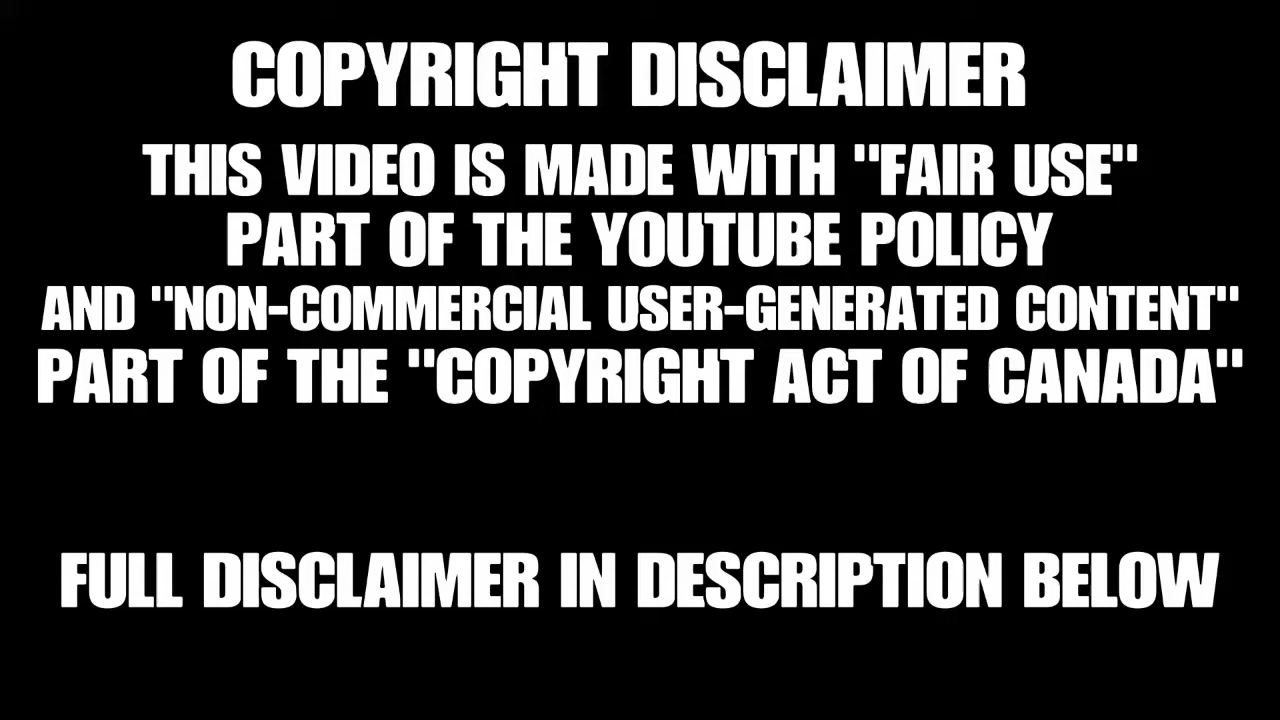 COPYRIGHT DISCLAIMER
THIS VIDEO IS MADE WITH "FAIR USE"
PART OF THE YOUTUBE POLICY
AND "NON-COMMERCIAL USER-GENERATED CONTENT"
PART OF THE "COPYRIGHT ACT OF CANADA"
FULL DISCLAIMER IN DESCRIPTION BELOW